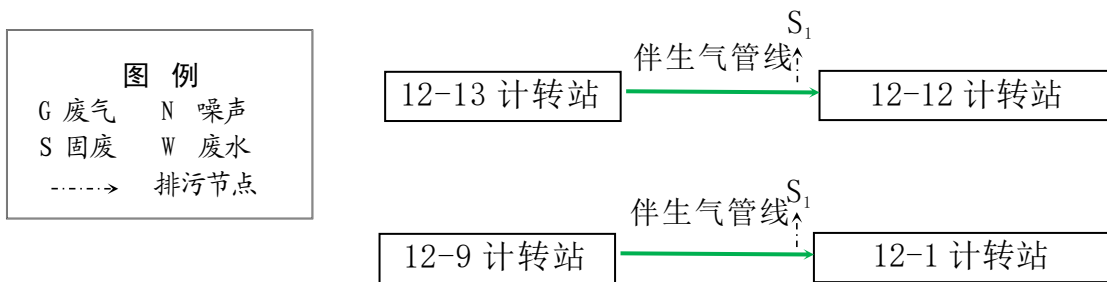 图 例
G 废气 N 噪声
S 固废 W 废水
排污节点
S₁
伴生气管线
12-13 计转站
12-12 计转站
S₁
伴生气管线
12-9 计转站
12-1 计转站